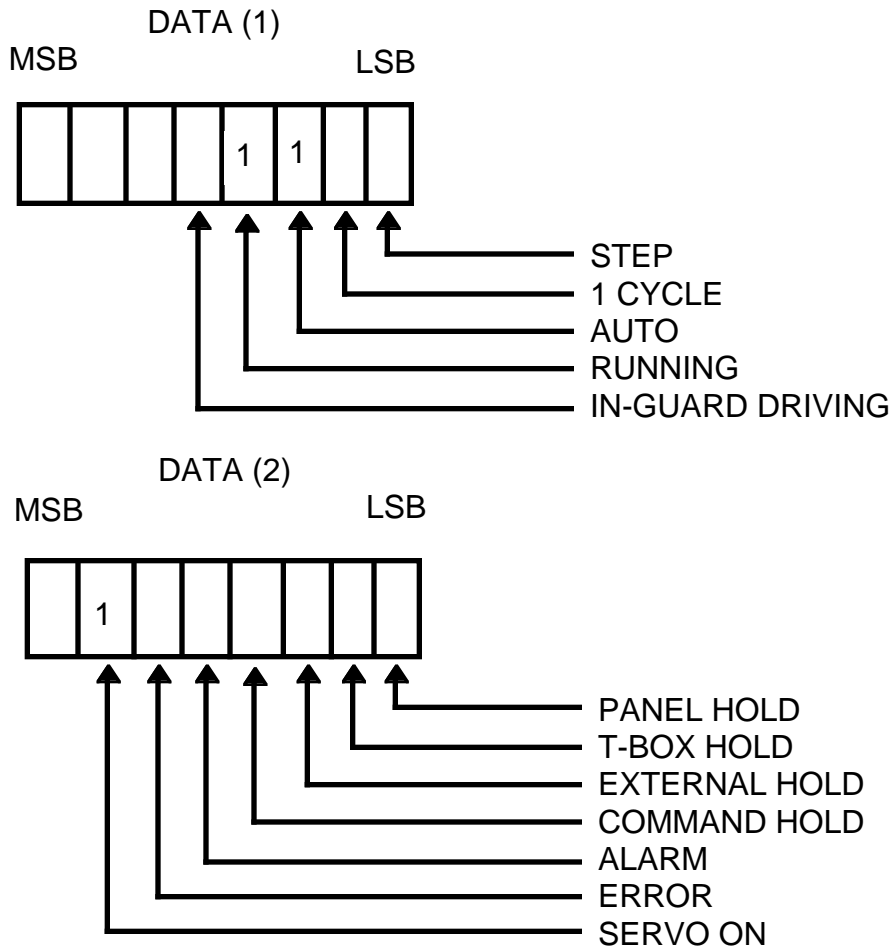 DATA (1)
MSB LSB
1 1
STEP
1 CYCLE
AUTO
RUNNING
IN-GUARD DRIVING
DATA (2)
MSB LSB
1
PANEL HOLD
T-BOX HOLD
EXTERNAL HOLD
COMMAND HOLD
ALARM
ERROR
SERVO ON